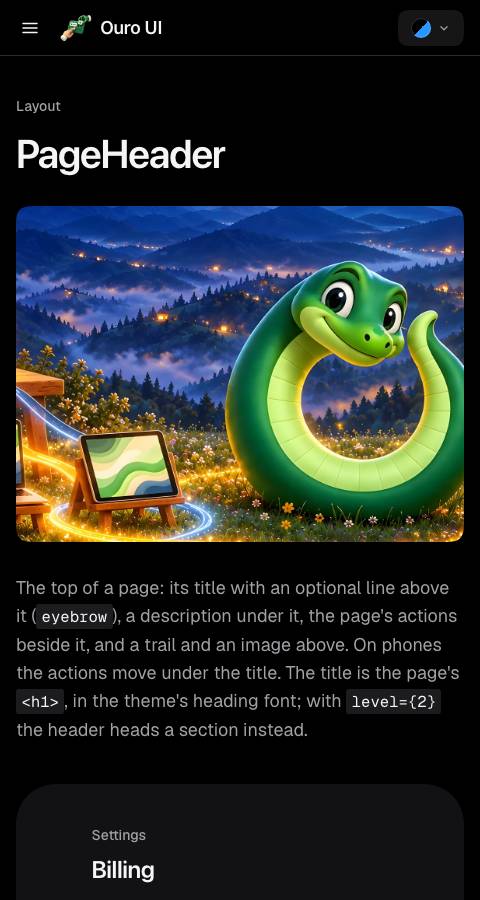 Ouro UI
Layout
PageHeader
The top of a page: its title with an optional line above
it (eyebrow), a description under it, the page's actions
beside it, and a trail and an image above. On phones
the actions move under the title. The title is the page's
<h1>, in the theme's heading font; with level={2}
the header heads a section instead.
Settings
Billing